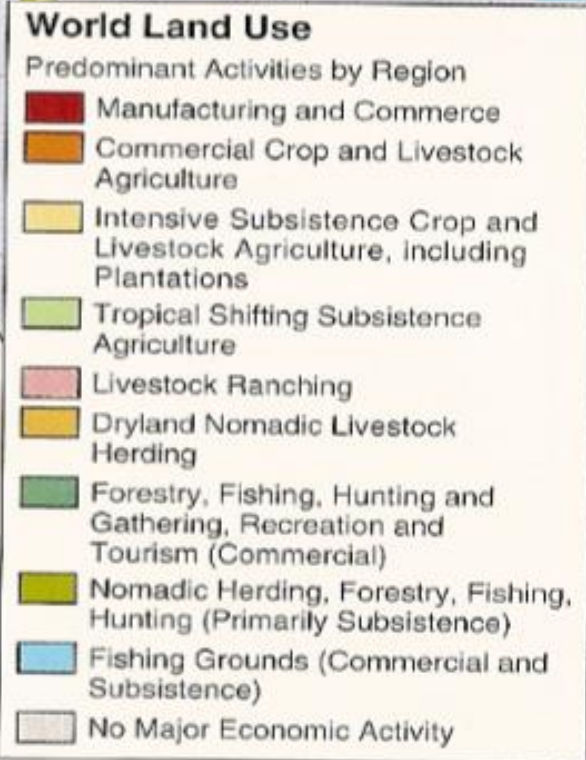 World Land Use
Predominant Activities by Region
Manufacturing and Commerce
Commercial Crop and Livestock
Agriculture
Intensive Subsistence Crop and
Livestock Agriculture, including
Plantations
Tropical Shifting Subsistence
Agriculture
Livestock Ranching
Dryland Nomadic Livestock
Herding
Forestry, Fishing, Hunting and
Gathering, Recreation and
Tourism (Commercial)
Nomadic Herding, Forestry, Fishing,
Hunting (Primarily Subsistence)
Fishing Grounds (Commercial and
Subsistence)
No Major Economic Activity